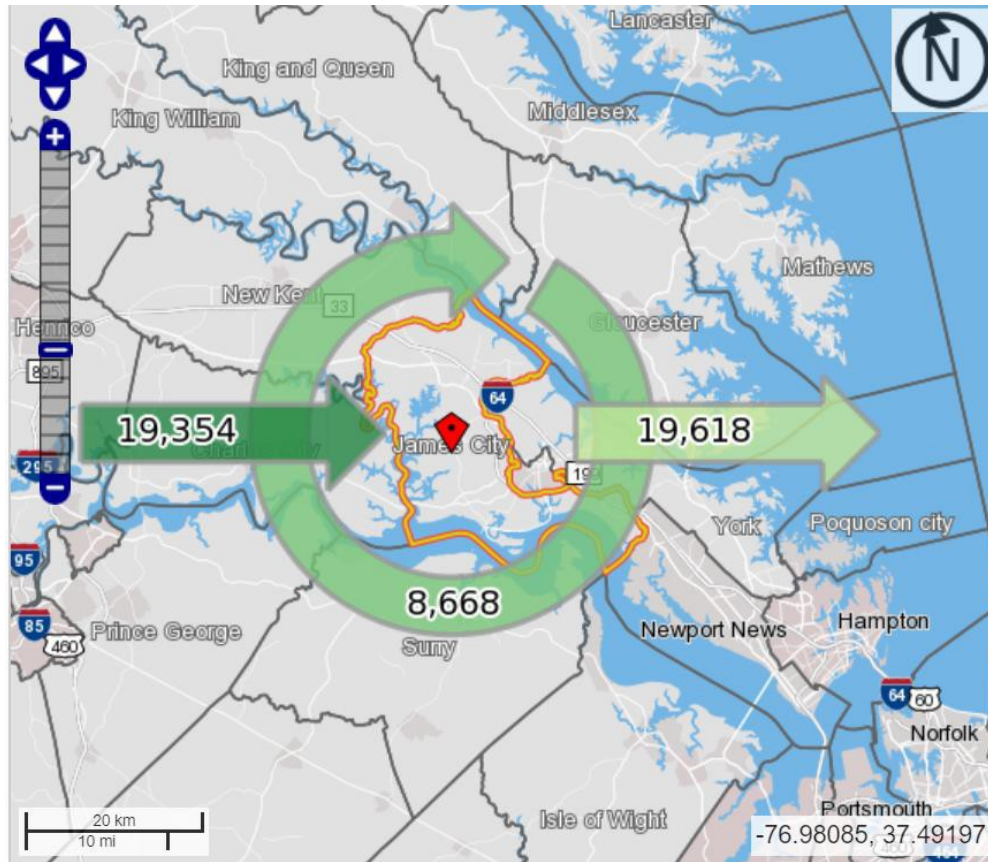 Lancaster
N
King and Queen
Middlesex
King William
+
Mathews
New Kent
33
Gloucester
Henrico
895
64
19,354
19,618
James City
295
York
Poquoson city
95
8,668
85
460
Prince George
Surry
Newport News
Hampton
64
60
Norfolk
20 km
10 mi
Isle of Wight
Portsmouth
-76.98085, 37.49197